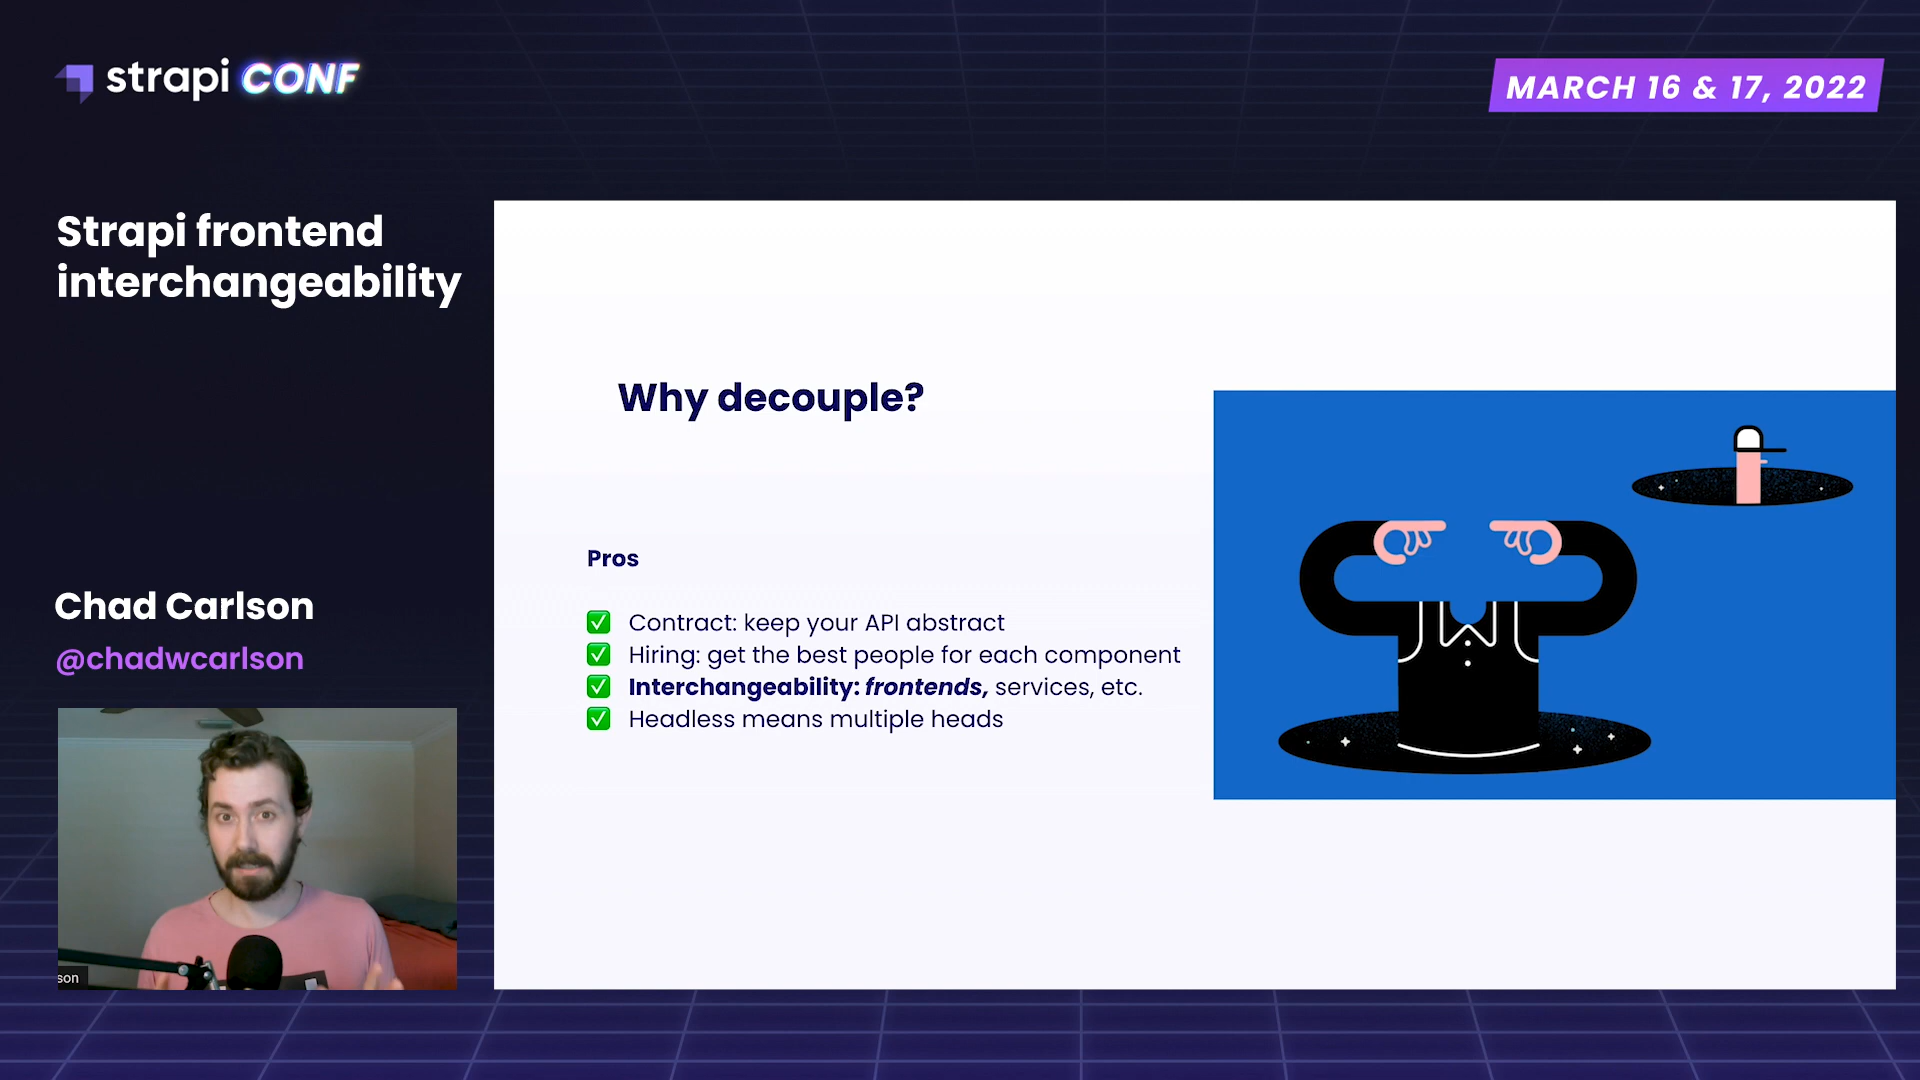 strapi CONF
MARCH 16 & 17, 2022
Strapi frontend
interchangeability
Why decouple?
Pros
Contract: keep your API abstract
Hiring: get the best people for each component
Interchangeability: frontends, services, etc.
Headless means multiple heads
Chad Carlson
@chadwcarlson
son